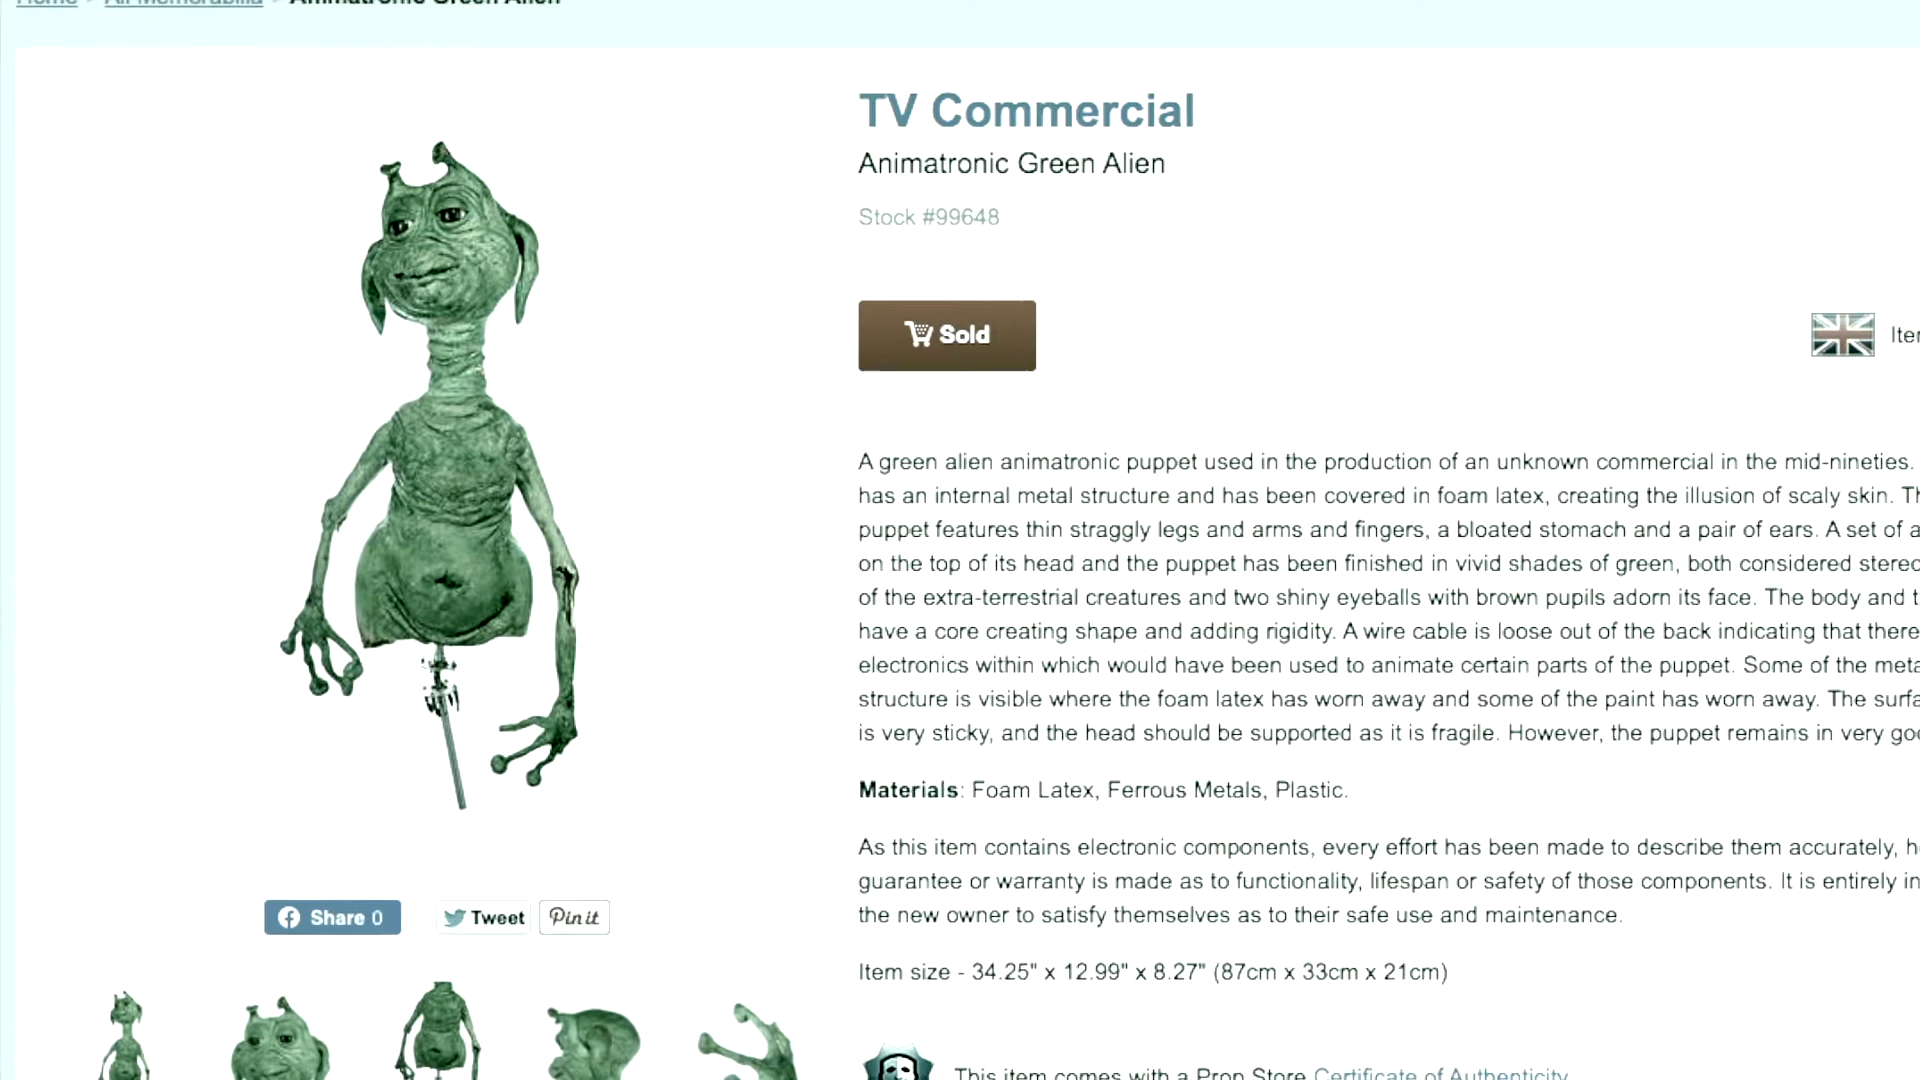 Home > All Memorabilia > Animatronic Green Alien
TV Commercial
Animatronic Green Alien
Stock #99648
Sold
A green alien animatronic puppet used in the production of an unknown commercial in the mid-nineties.
has an internal metal structure and has been covered in foam latex, creating the illusion of scaly skin.
puppet features thin straggly legs and arms and fingers, a bloated stomach and a pair of ears. A set of
on the top of its head and the puppet has been finished in vivid shades of green, both considered
of the extra-terrestrial creatures and two shiny eyeballs with brown pupils adorn its face. The body and
have a core creating shape and adding rigidity. A wire cable is loose out of the back indicating that there
electronics within which would have been used to animate certain parts of the puppet. Some of the
structure is visible where the foam latex has worn away and some of the paint has worn away. The
is very sticky, and the head should be supported as it is fragile. However, the puppet remains in very
Materials: Foam Latex, Ferrous Metals, Plastic.
As this item contains electronic components, every effort has been made to describe them accurately,
guarantee or warranty is made as to functionality, lifespan or safety of those components. It is entirely
the new owner to satisfy themselves as to their safe use and maintenance.
Item size - 34.25" x 12.99" x 8.27" (87cm x 33cm x 21cm)
Share 0
Tweet
Pin it
This item comes with a Prop Store Certificate of Authenticity